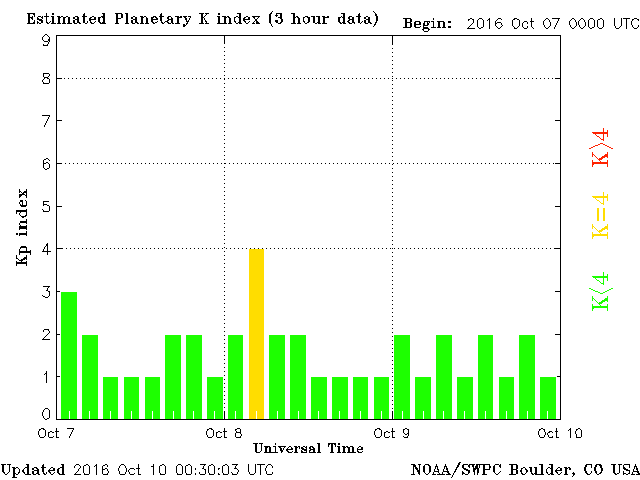 Estimated Planetary K index (3 hour data)
Begin: 2016 Oct 07 0000 UTC
9
8
7
6
5
4
3
2
1
0
Kp index
K>4
K=4
K<4
Oct 7
Oct 8
Oct 9
Oct 10
Universal Time
Updated 2016 Oct 10 00:30:03 UTC
NOAA/SWPC Boulder, CO USA